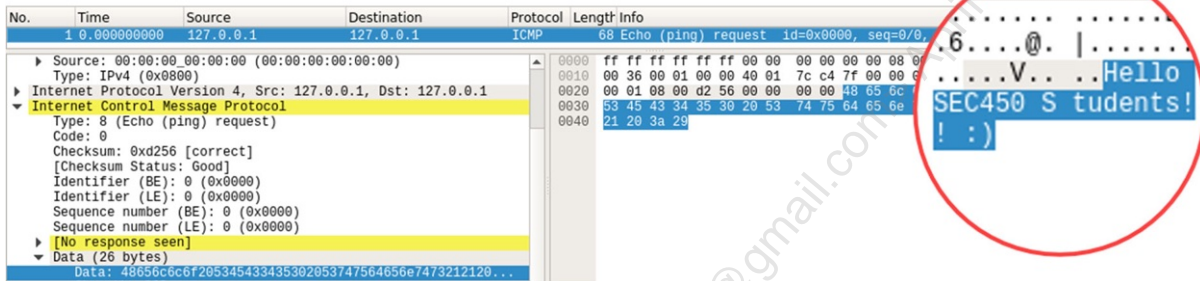 No. Time Source Destination Protocol Length Info
1 0.000000000 127.0.0.1 127.0.0.1 ICMP 68 Echo (ping) request id=0x0000, seq=0/0,
Source: 00:00:00_00:00:00 (00:00:00:00:00:00)
Type: IPv4 (0x0800)
Internet Protocol Version 4, Src: 127.0.0.1, Dst: 127.0.0.1
Internet Control Message Protocol
Type: 8 (Echo (ping) request)
Code: 0
Checksum: 0xd256 [correct]
[Checksum Status: Good]
Identifier (BE): 0 (0x0000)
Identifier (LE): 0 (0x0000)
Sequence number (BE): 0 (0x0000)
Sequence number (LE): 0 (0x0000)
[No response seen]
Data (26 bytes)
Data: 48656c6c6f205345433435302053747564656e7473212120...
0000 ff ff ff ff ff ff 00 00 00 00 00 00 08 0
0010 00 36 00 01 00 00 40 01 7c c4 7f 00 00 0
0020 00 01 08 00 d2 56 00 00 00 00 48 65 6c
0030 53 45 43 34 35 30 20 53 74 75 64 65 6e
0040 21 20 3a 29
.6....@. |.......
.....V.. ..Hello
SEC450 S tudents!
! :)
@gmail.com